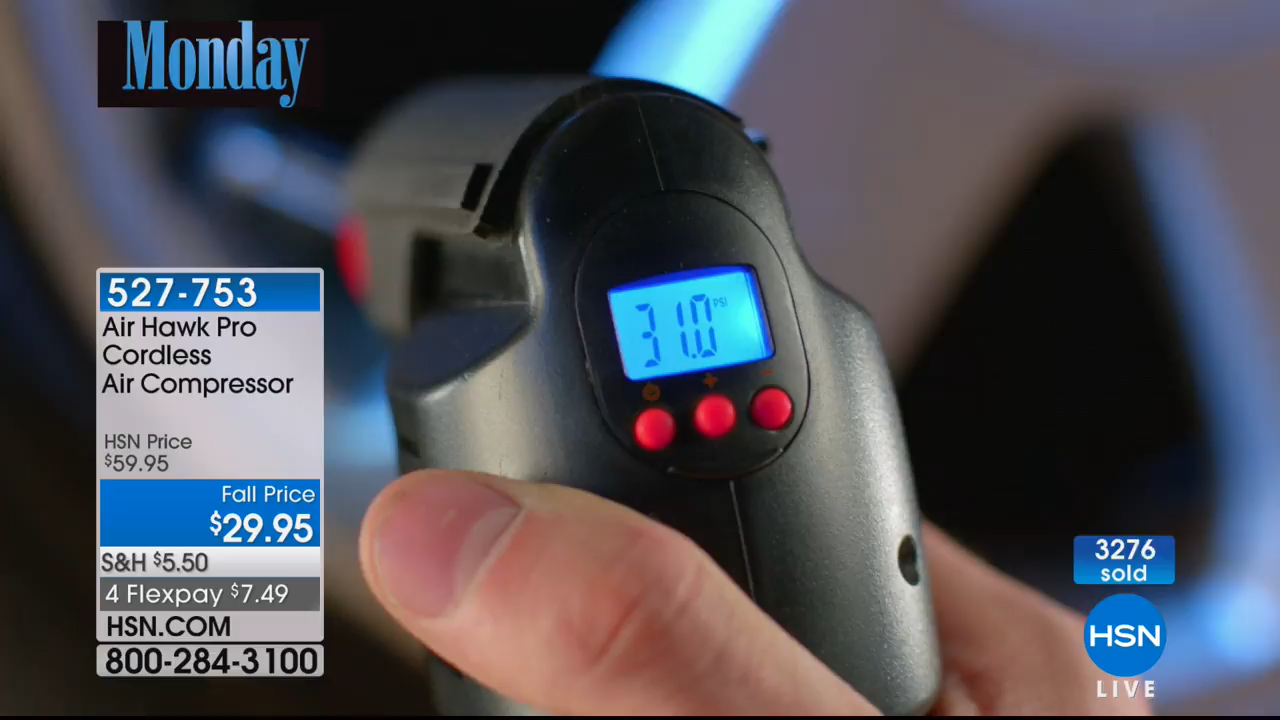 Monday
527-753
Air Hawk Pro
Cordless
Air Compressor
HSN Price
$59.95
Fall Price
$29.95
S&H $5.50
4 Flexpay $7.49
HSN.COM
800-284-3100
31.0 PSI
3276
sold
HSN
LIVE